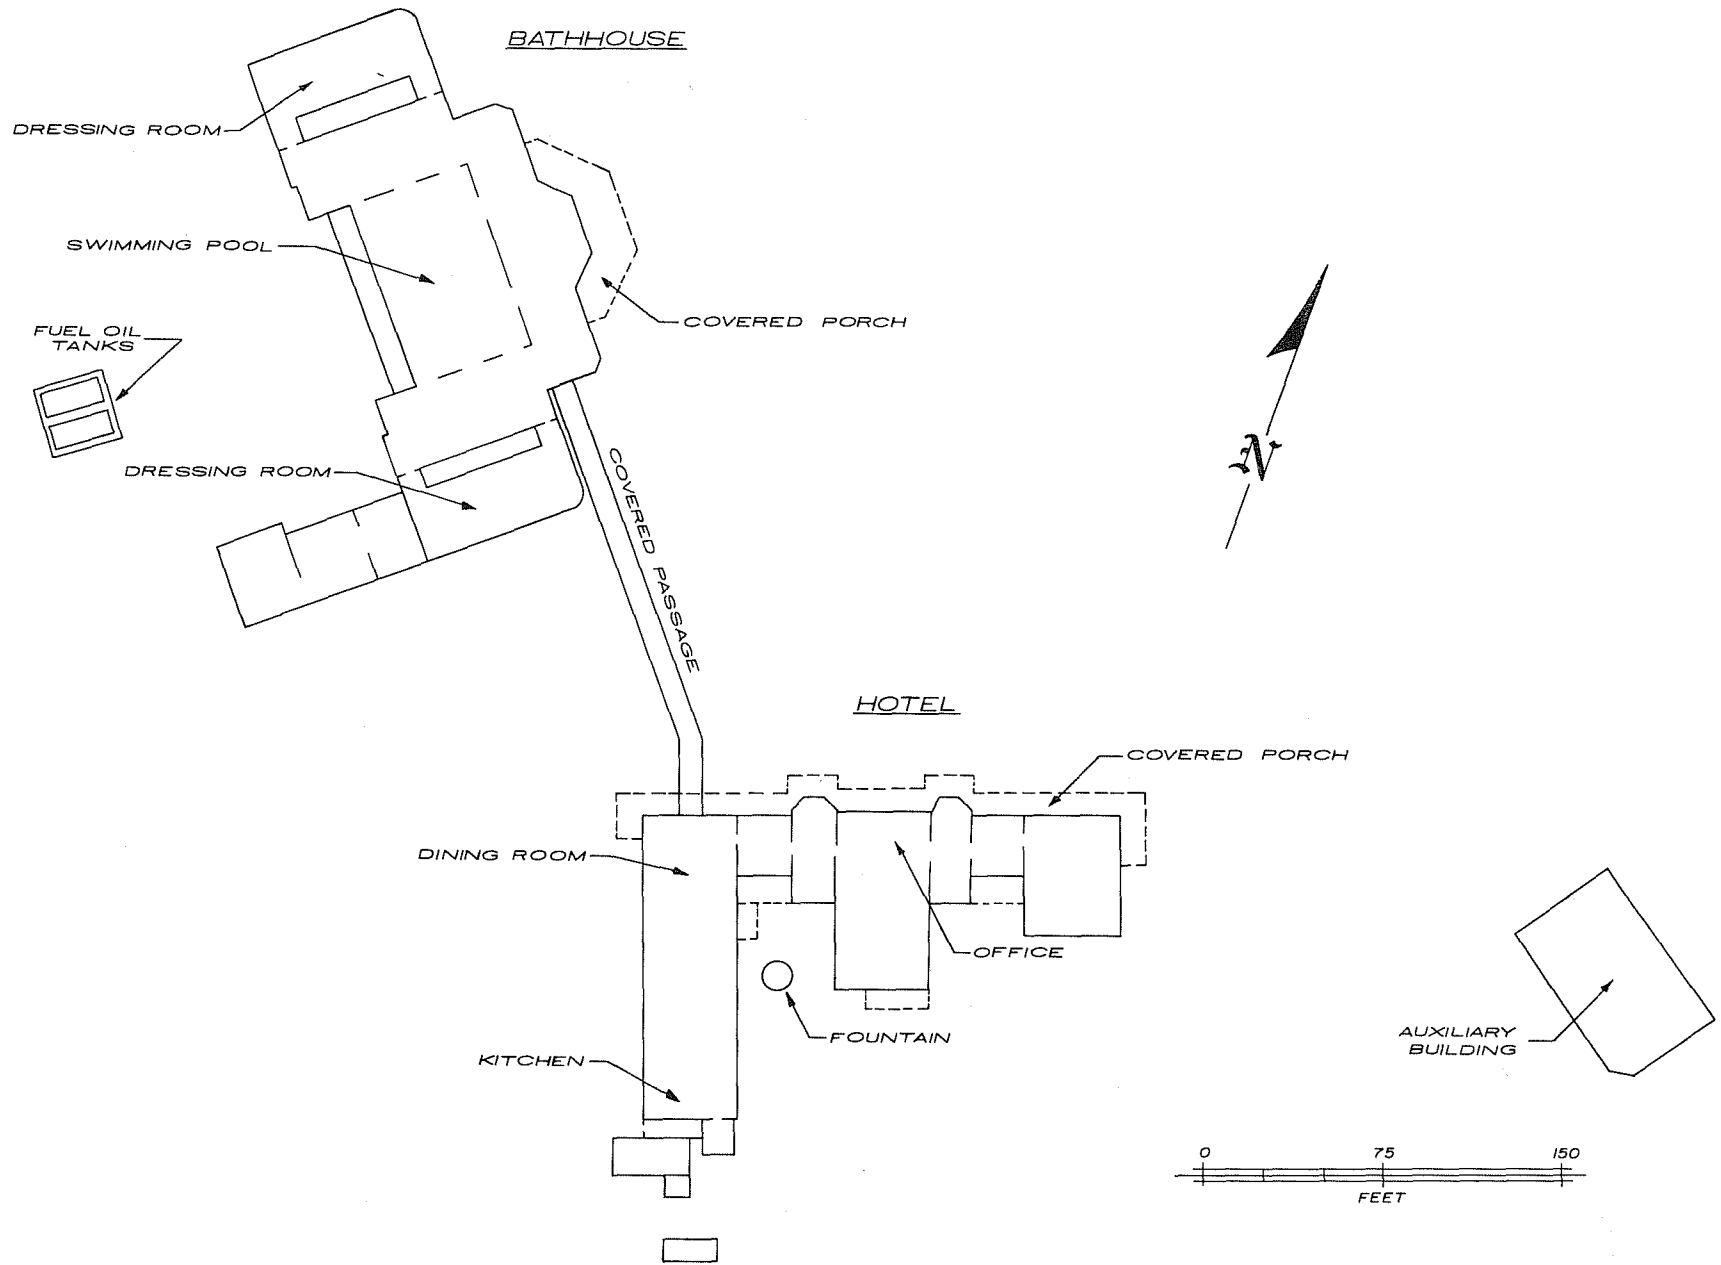 BATHHOUSE
DRESSING ROOM
SWIMMING POOL
COVERED PORCH
FUEL OIL
TANKS
DRESSING ROOM
COVERED PASSAGE
N
HOTEL
COVERED PORCH
DINING ROOM
OFFICE
FOUNTAIN
KITCHEN
AUXILIARY
BUILDING
0 75 150
FEET